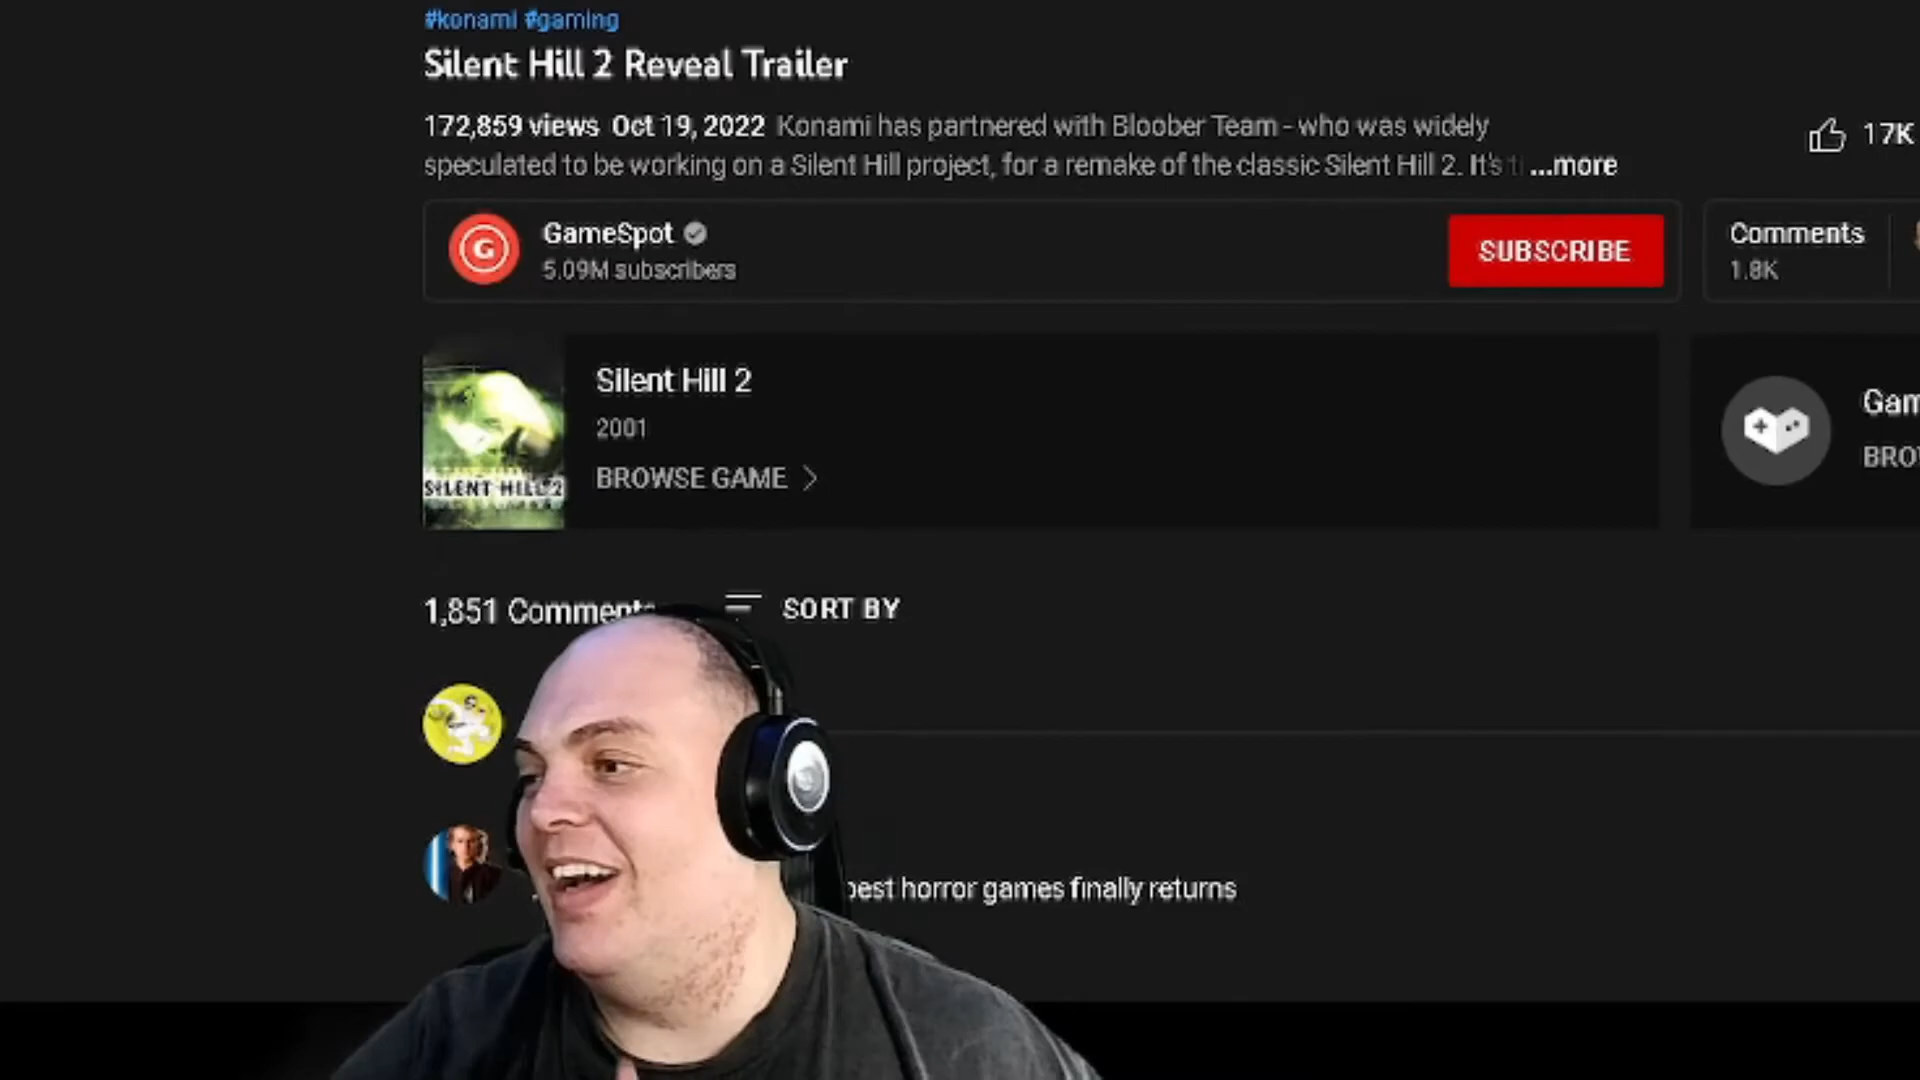 #konami #gaming
Silent Hill 2 Reveal Trailer
172,859 views Oct 19, 2022 Konami has partnered with Bloober Team - who was widely
speculated to be working on a Silent Hill project, for a remake of the classic Silent Hill 2. It's ...more
17K
GameSpot
5.09M subscribers
SUBSCRIBE
Comments
1.8K
Silent Hill 2
2001
BROWSE GAME
SILENT HILL 2
1,851 Comments
SORT BY
best horror games finally returns